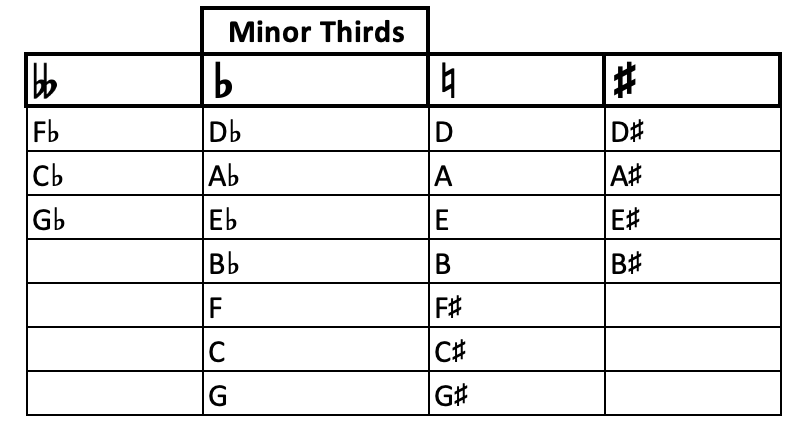 Minor Thirds
𝄫 ♭ ♮ ♯
F♭ D♭ D D♯
C♭ A♭ A A♯
G♭ E♭ E E♯
B♭ B B♯
F F♯
C C♯
G G♯